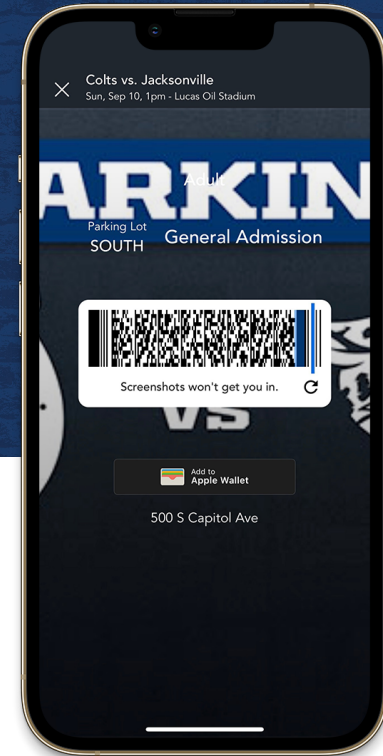 Colts vs. Jacksonville
Sun, Sep 10, 1pm - Lucas Oil Stadium
ARKIN
Adult
Parking Lot
SOUTH
General Admission
Screenshots won't get you in.
VS
Add to
Apple Wallet
500 S Capitol Ave